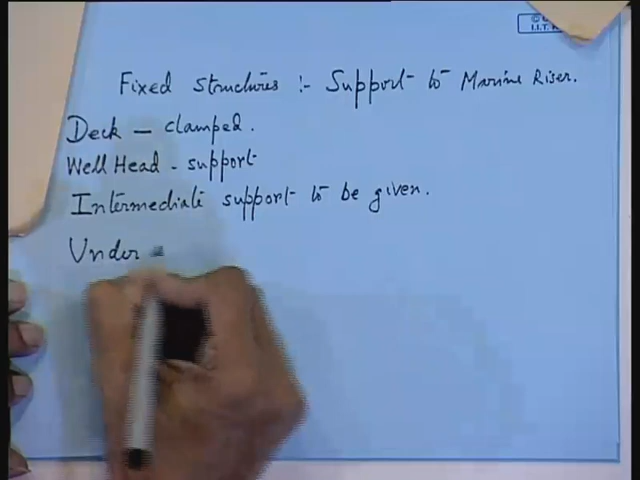 I.I.T.
Fixed structures :- Support to Marine Riser.
Deck - clamped.
Well Head - support
Intermediate support to be given.
Under